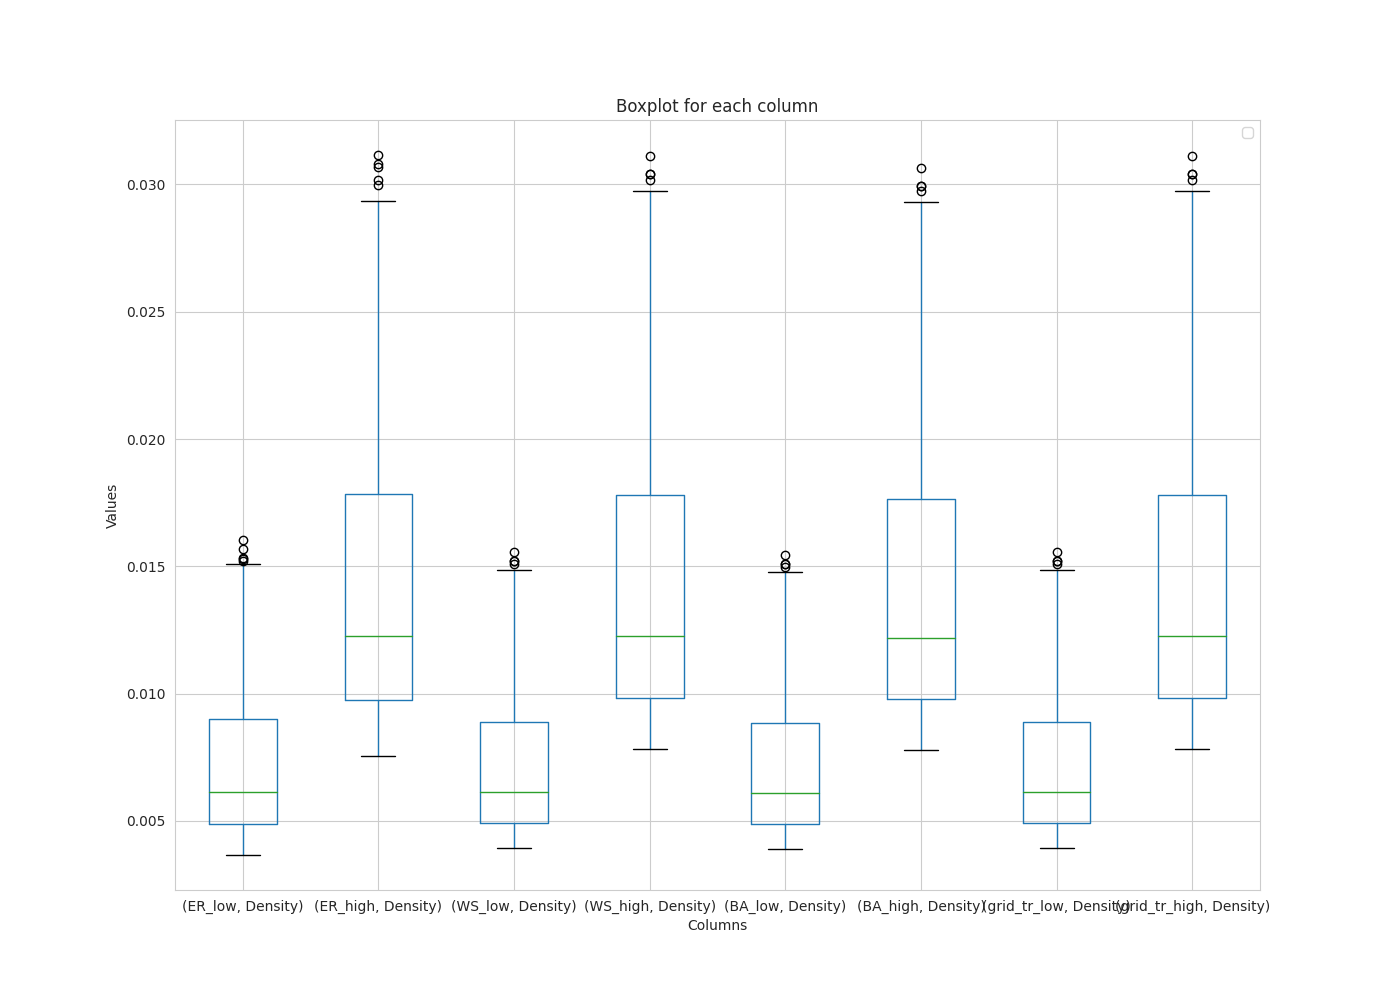 Boxplot for each column
0.030
0.025
0.020
0.015
0.010
0.005
Values
(ER_low, Density) (ER_high, Density) (WS_low, Density) (WS_high, Density) (BA_low, Density) (BA_high, Density) (grid_tr_low, Density) (grid_tr_high, Density)
Columns